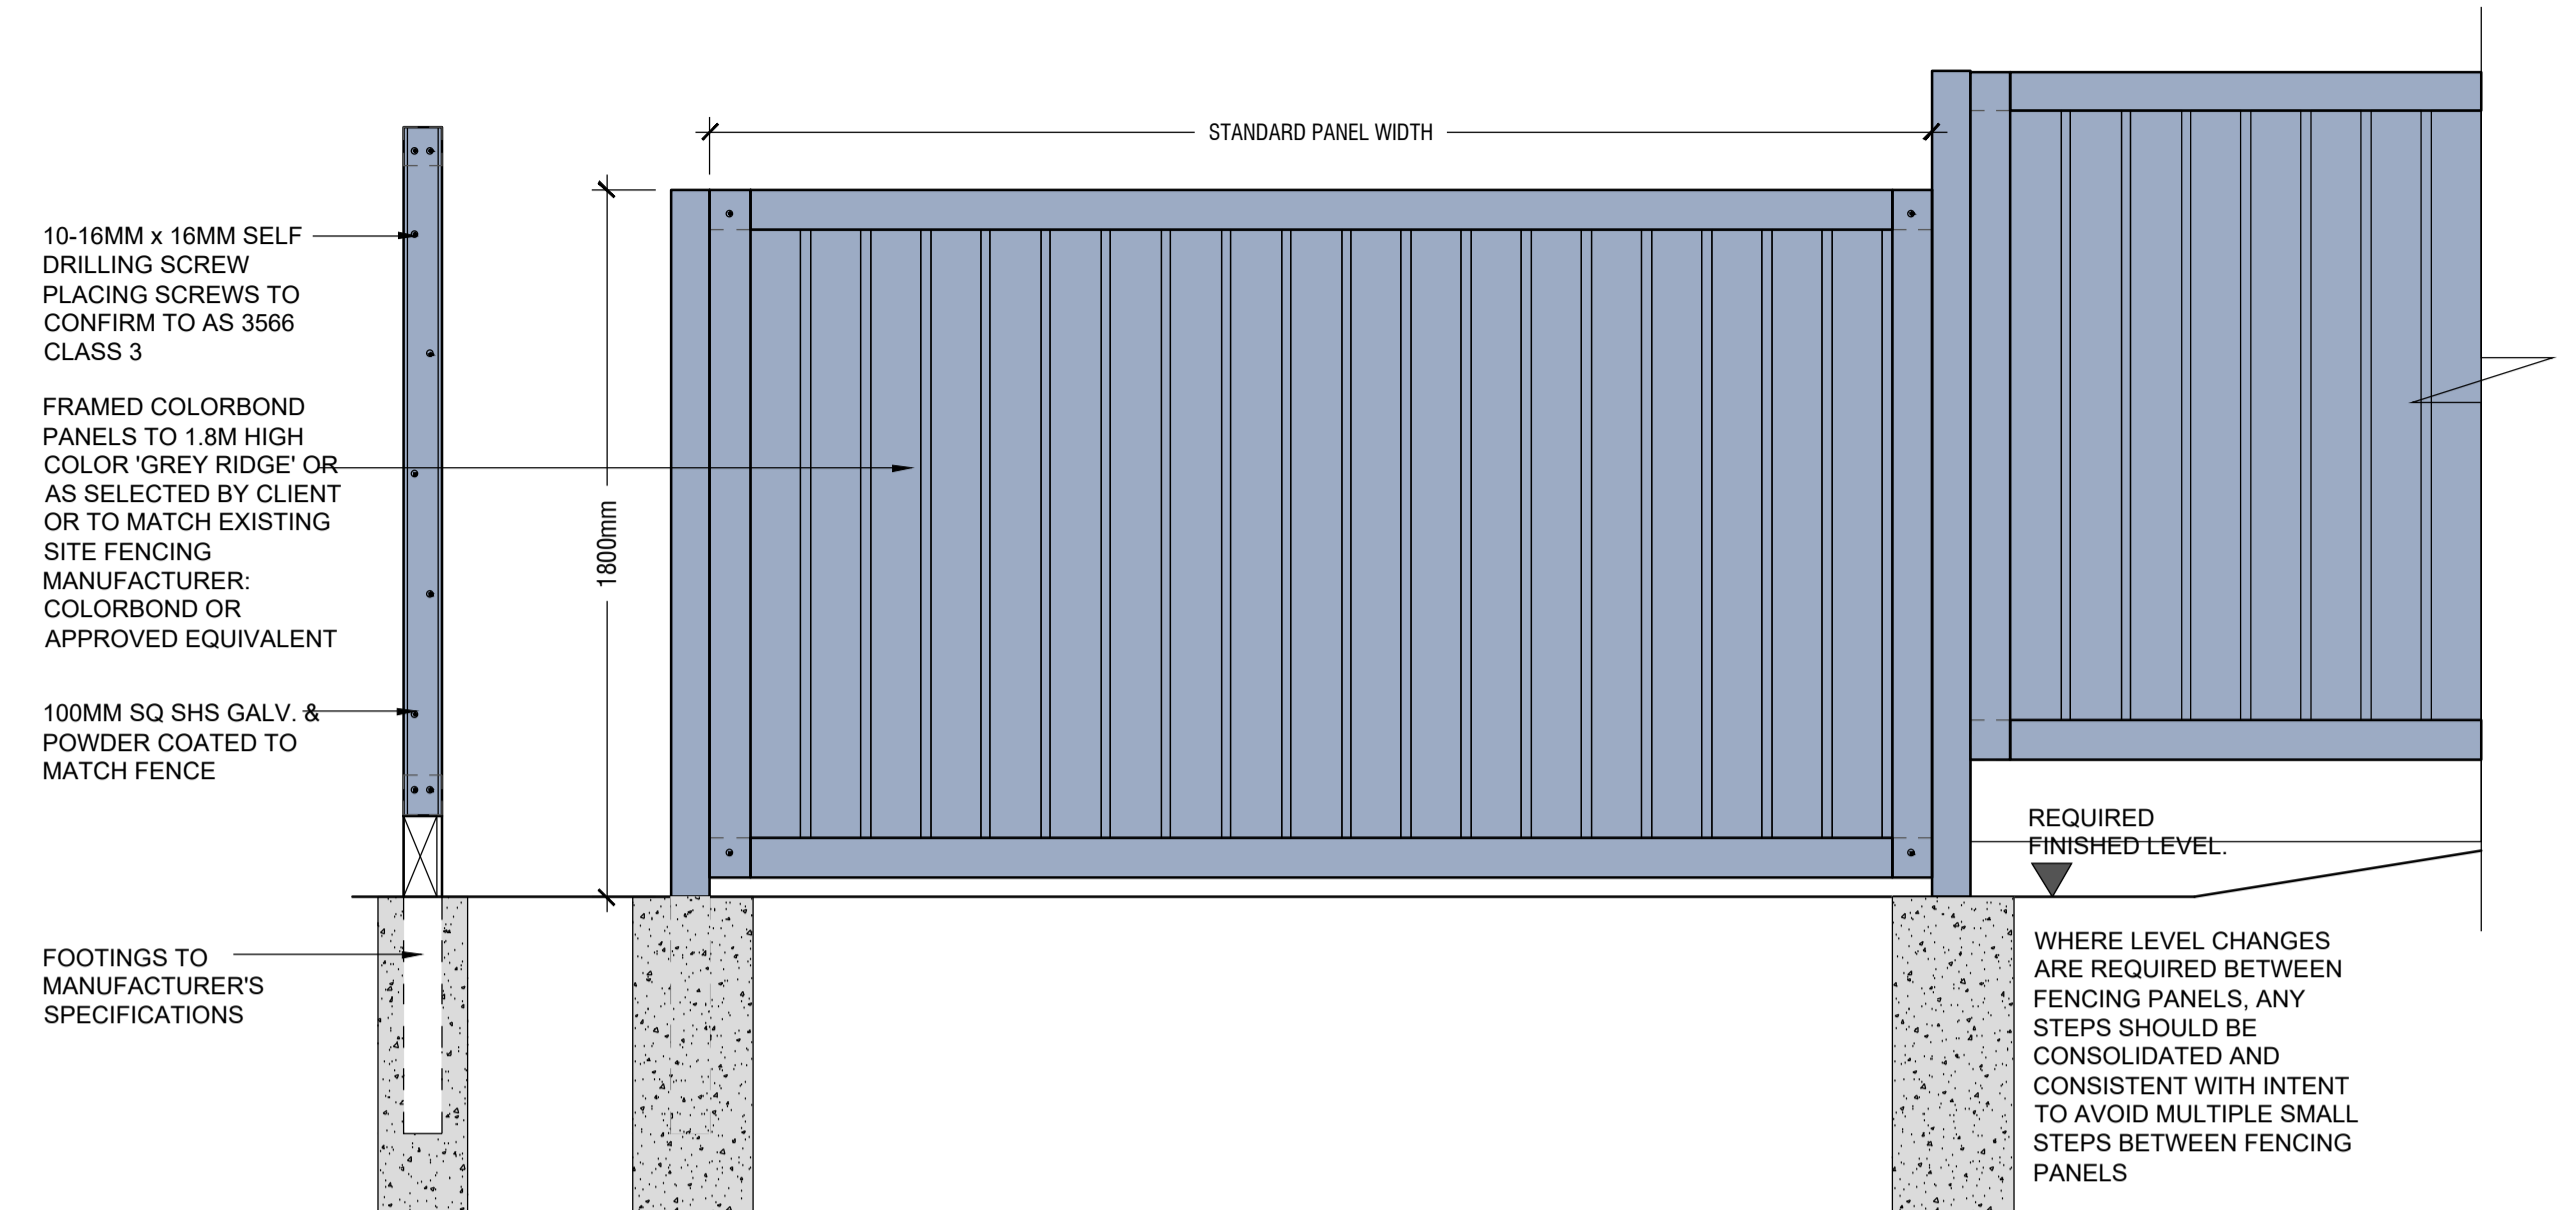 STANDARD PANEL WIDTH
10-16MM x 16MM SELF
DRILLING SCREW
PLACING SCREWS TO
CONFIRM TO AS 3566
CLASS 3
FRAMED COLORBOND
PANELS TO 1.8M HIGH
COLOR 'GREY RIDGE' OR
AS SELECTED BY CLIENT
OR TO MATCH EXISTING
SITE FENCING
MANUFACTURER:
COLORBOND OR
APPROVED EQUIVALENT
1800mm
100MM SQ SHS GALV. &
POWDER COATED TO
MATCH FENCE
FOOTINGS TO
MANUFACTURER'S
SPECIFICATIONS
REQUIRED
FINISHED LEVEL.
WHERE LEVEL CHANGES
ARE REQUIRED BETWEEN
FENCING PANELS, ANY
STEPS SHOULD BE
CONSOLIDATED AND
CONSISTENT WITH INTENT
TO AVOID MULTIPLE SMALL
STEPS BETWEEN FENCING
PANELS